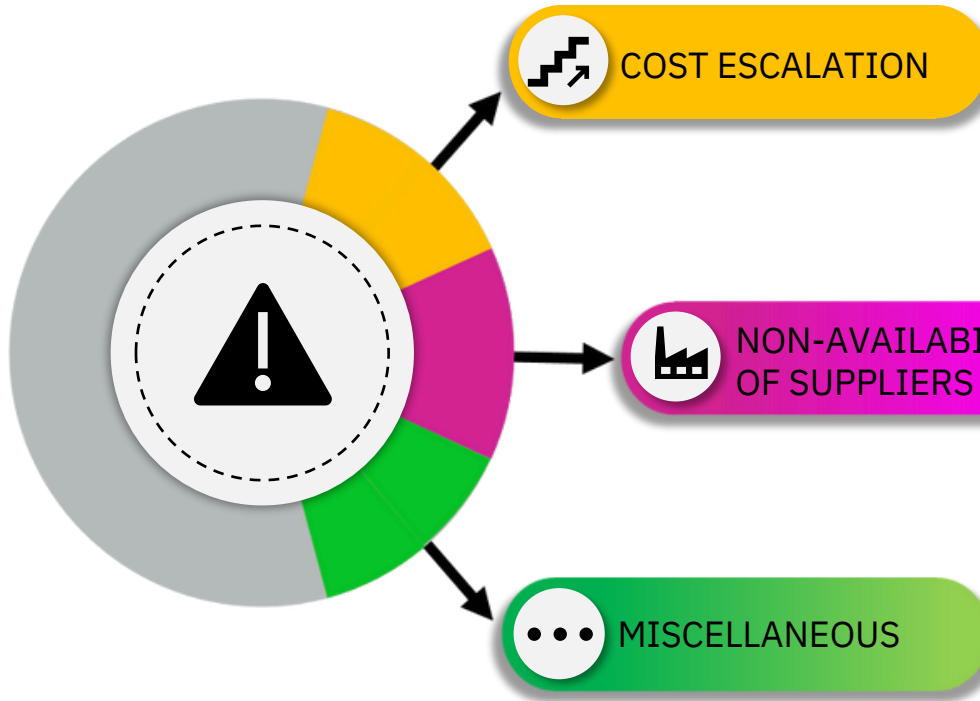 COST ESCALATION
NON-AVAILABI
OF SUPPLIERS
MISCELLANEOUS